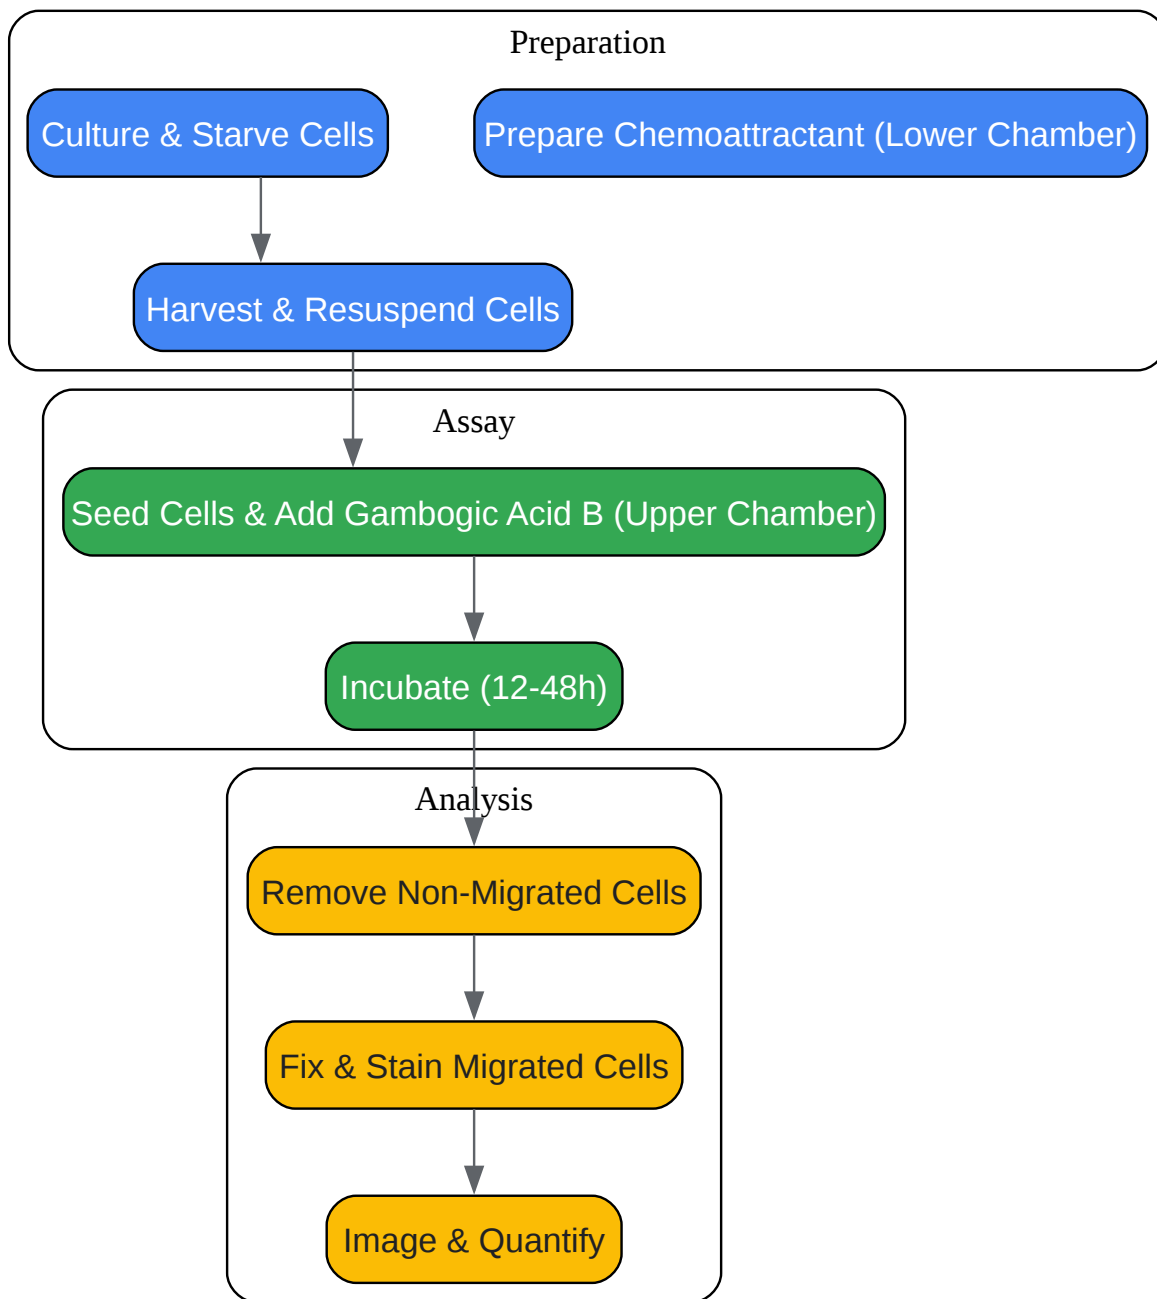 Preparation
Culture & Starve Cells
Prepare Chemoattractant (Lower Chamber)
Harvest & Resuspend Cells
Assay
Seed Cells & Add Gambogic Acid B (Upper Chamber)
Incubate (12-48h)
Analysis
Remove Non-Migrated Cells
Fix & Stain Migrated Cells
Image & Quantify